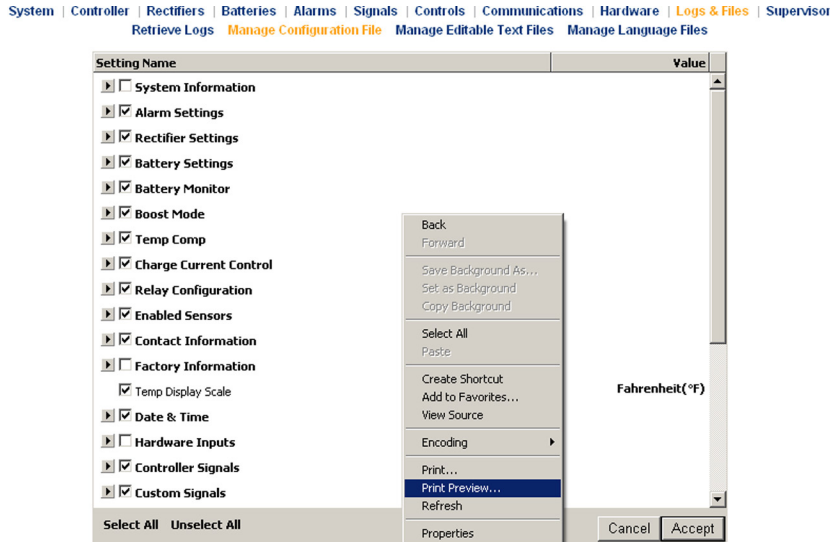 System | Controller | Rectifiers | Batteries | Alarms | Signals | Controls | Communications | Hardware | Logs & Files | Supervisor
Retrieve Logs Manage Configuration File Manage Editable Text Files Manage Language Files
Setting Name Value
System Information
Alarm Settings
Rectifier Settings
Battery Settings
Battery Monitor
Boost Mode
Temp Comp
Charge Current Control
Relay Configuration
Enabled Sensors
Contact Information
Factory Information
Temp Display Scale Fahrenheit(°F)
Date & Time
Hardware Inputs
Controller Signals
Custom Signals
Back
Forward
Save Background As...
Set as Background
Copy Background
Select All
Paste
Create Shortcut
Add to Favorites...
View Source
Encoding
Print...
Print Preview...
Refresh
Properties
Select All Unselect All
Cancel Accept